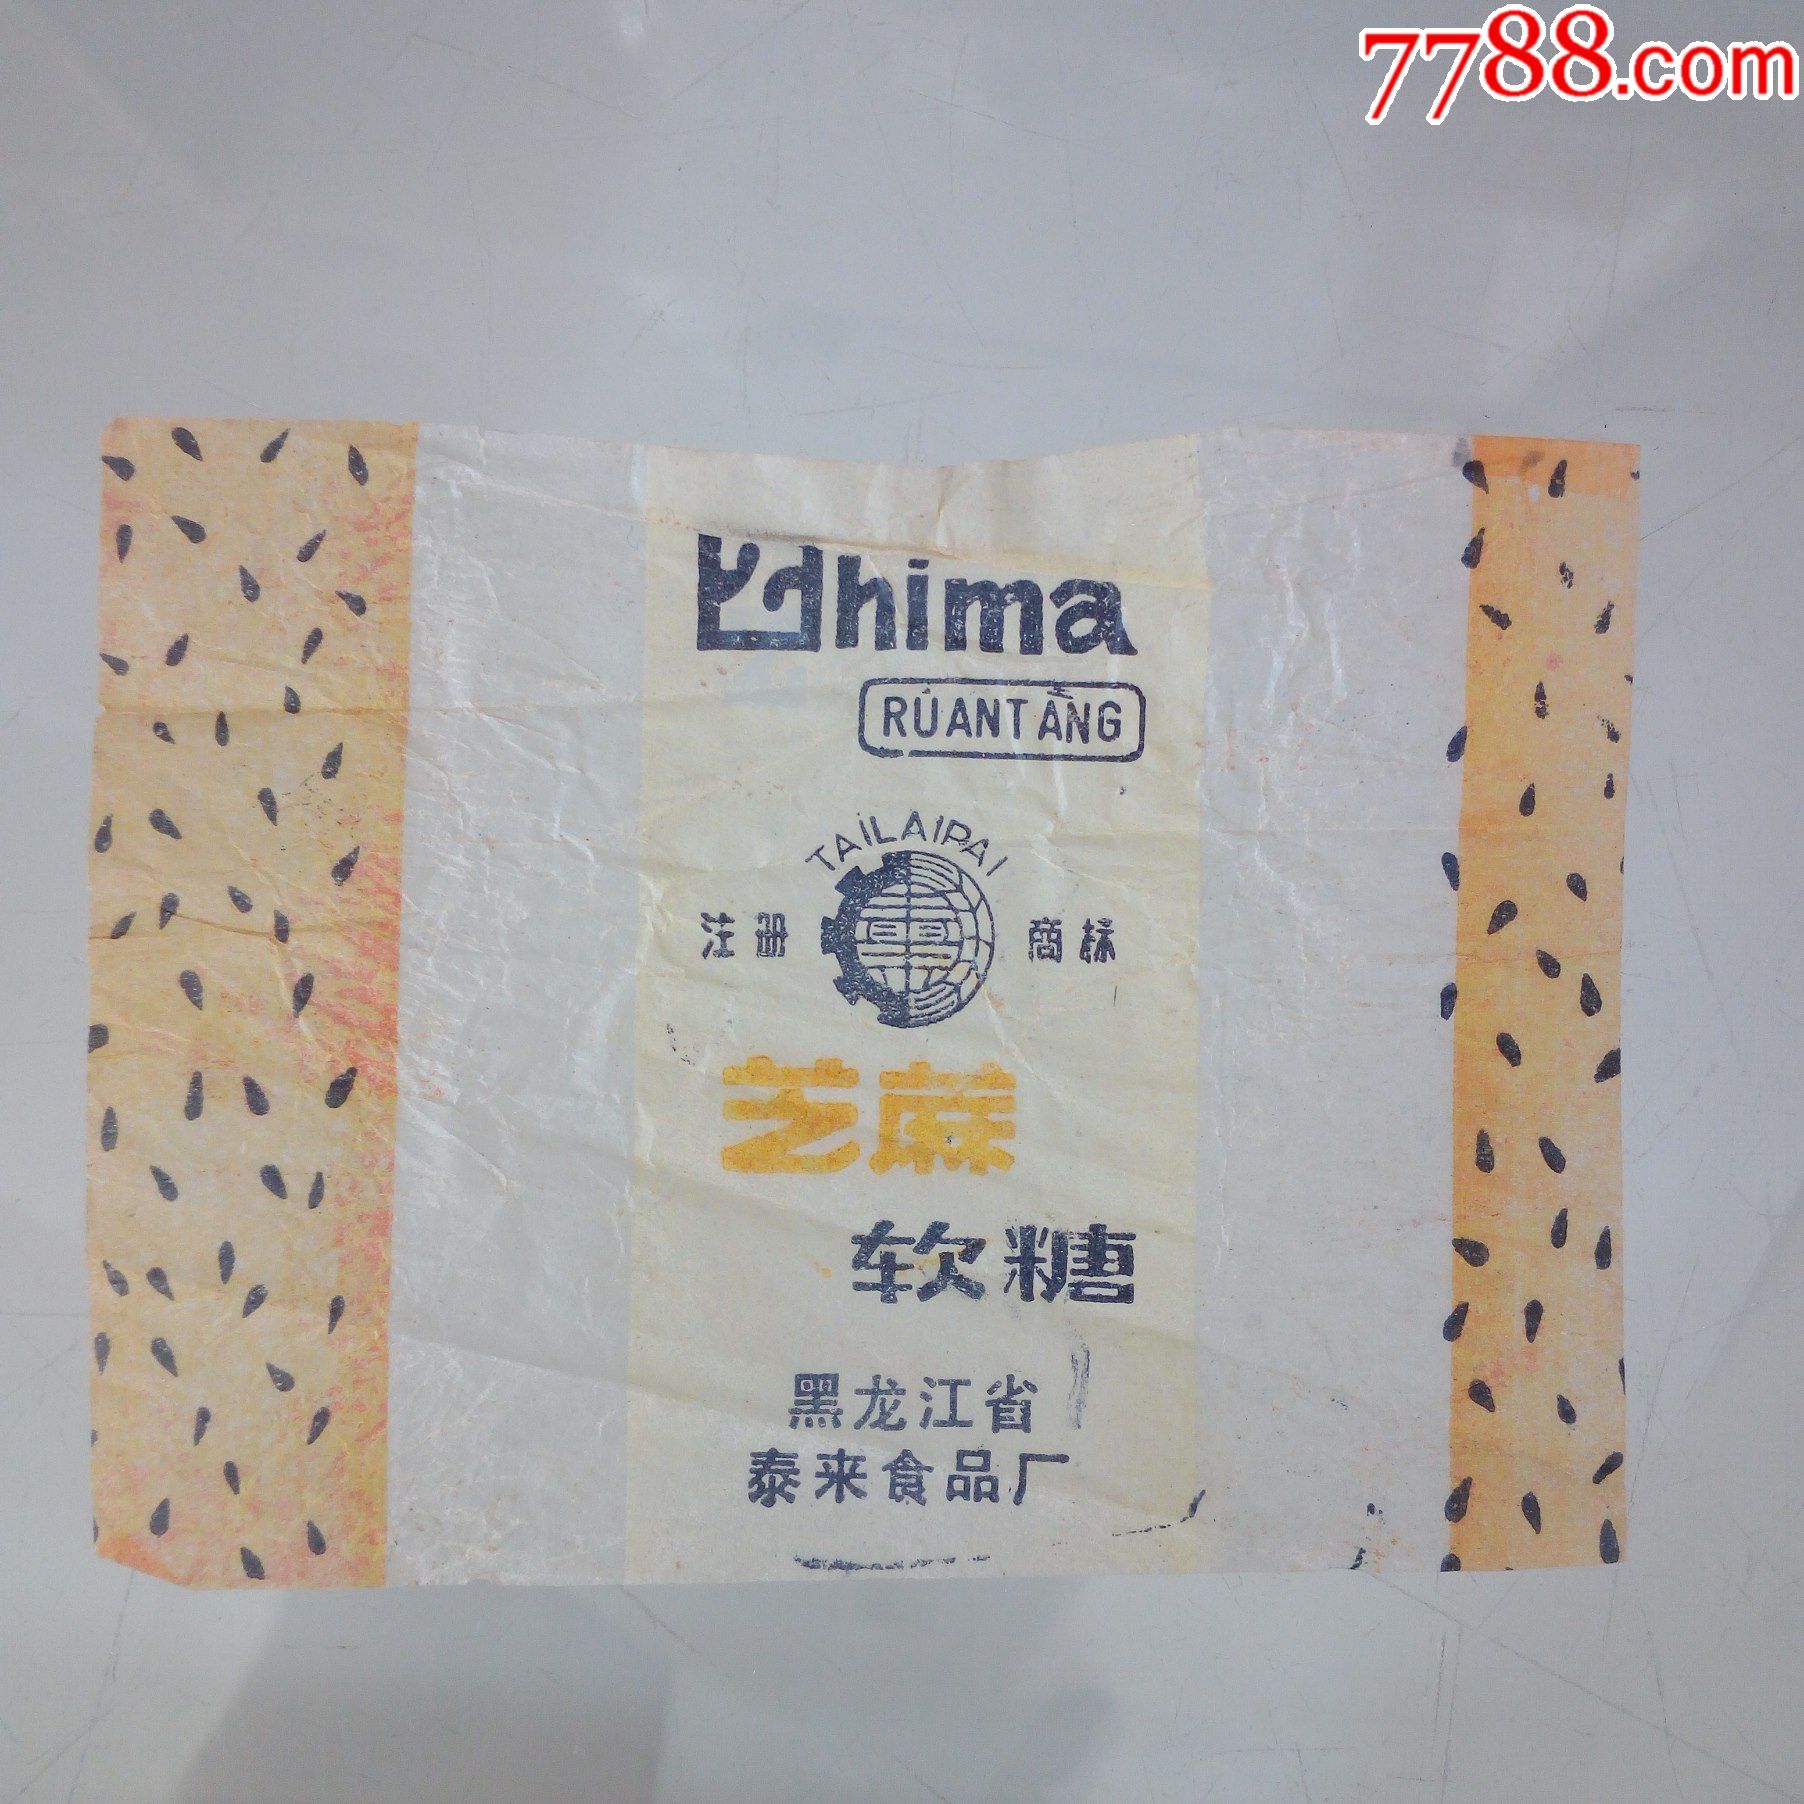 7788.com
Zhima
RÚANTÀNG
TAILAIPAI
注册 商标
芝麻
软糖
黑龙江省
泰来食品厂